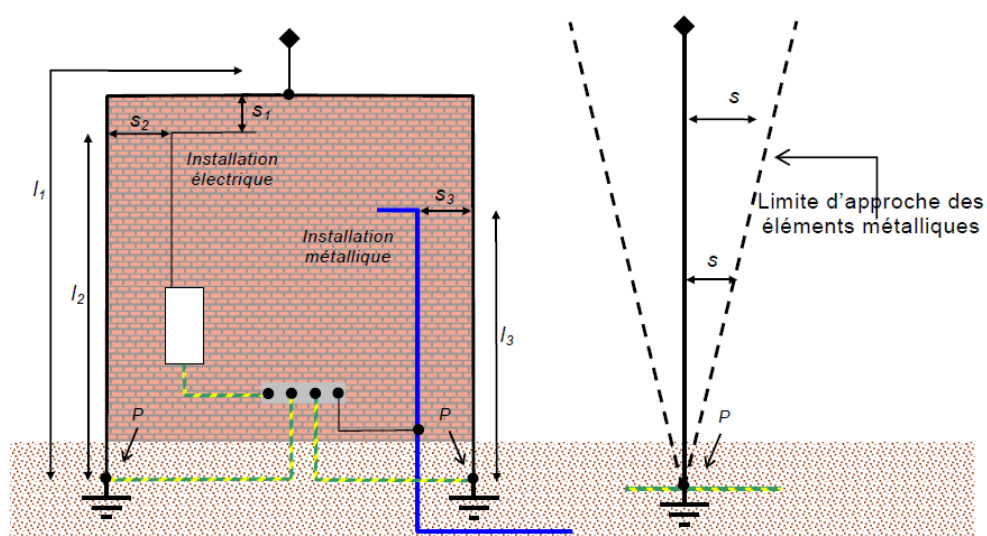 s₁
s₂
Installation
électrique
l₁
s₃
Installation
métallique
l₂
l₃
P
P
s
Limite d’approche des
éléments métalliques
s
P